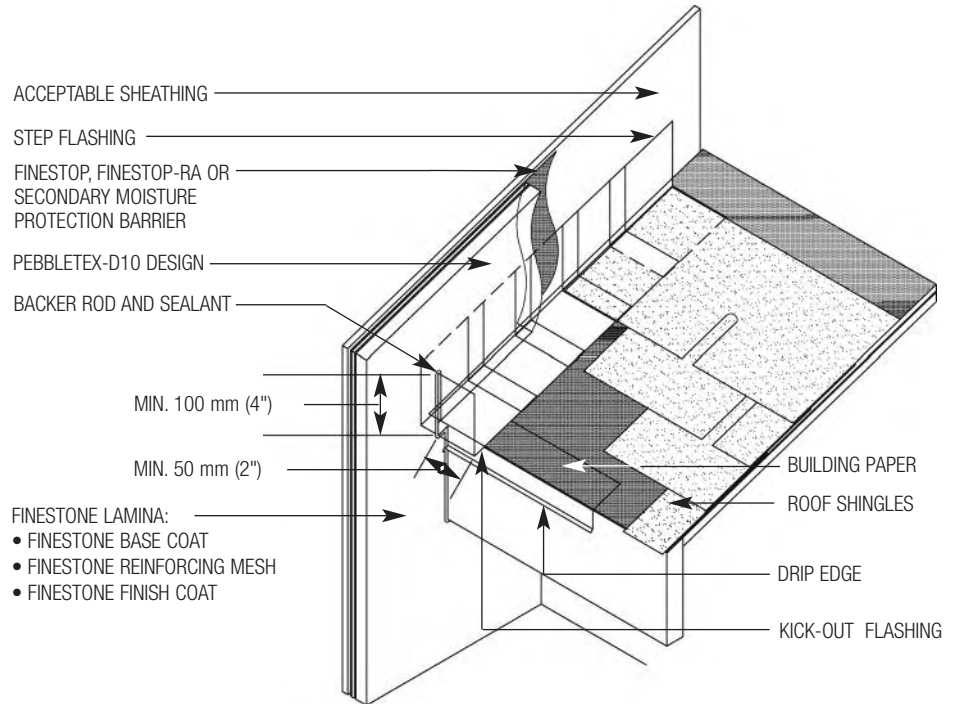 ACCEPTABLE SHEATHING
STEP FLASHING
FINESTOP, FINESTOP-RA OR
SECONDARY MOISTURE
PROTECTION BARRIER
PEBBLETEX-D10 DESIGN
BACKER ROD AND SEALANT
MIN. 100 mm (4")
MIN. 50 mm (2")
FINESTONE LAMINA:
• FINESTONE BASE COAT
• FINESTONE REINFORCING MESH
• FINESTONE FINISH COAT
BUILDING PAPER
ROOF SHINGLES
DRIP EDGE
KICK-OUT FLASHING